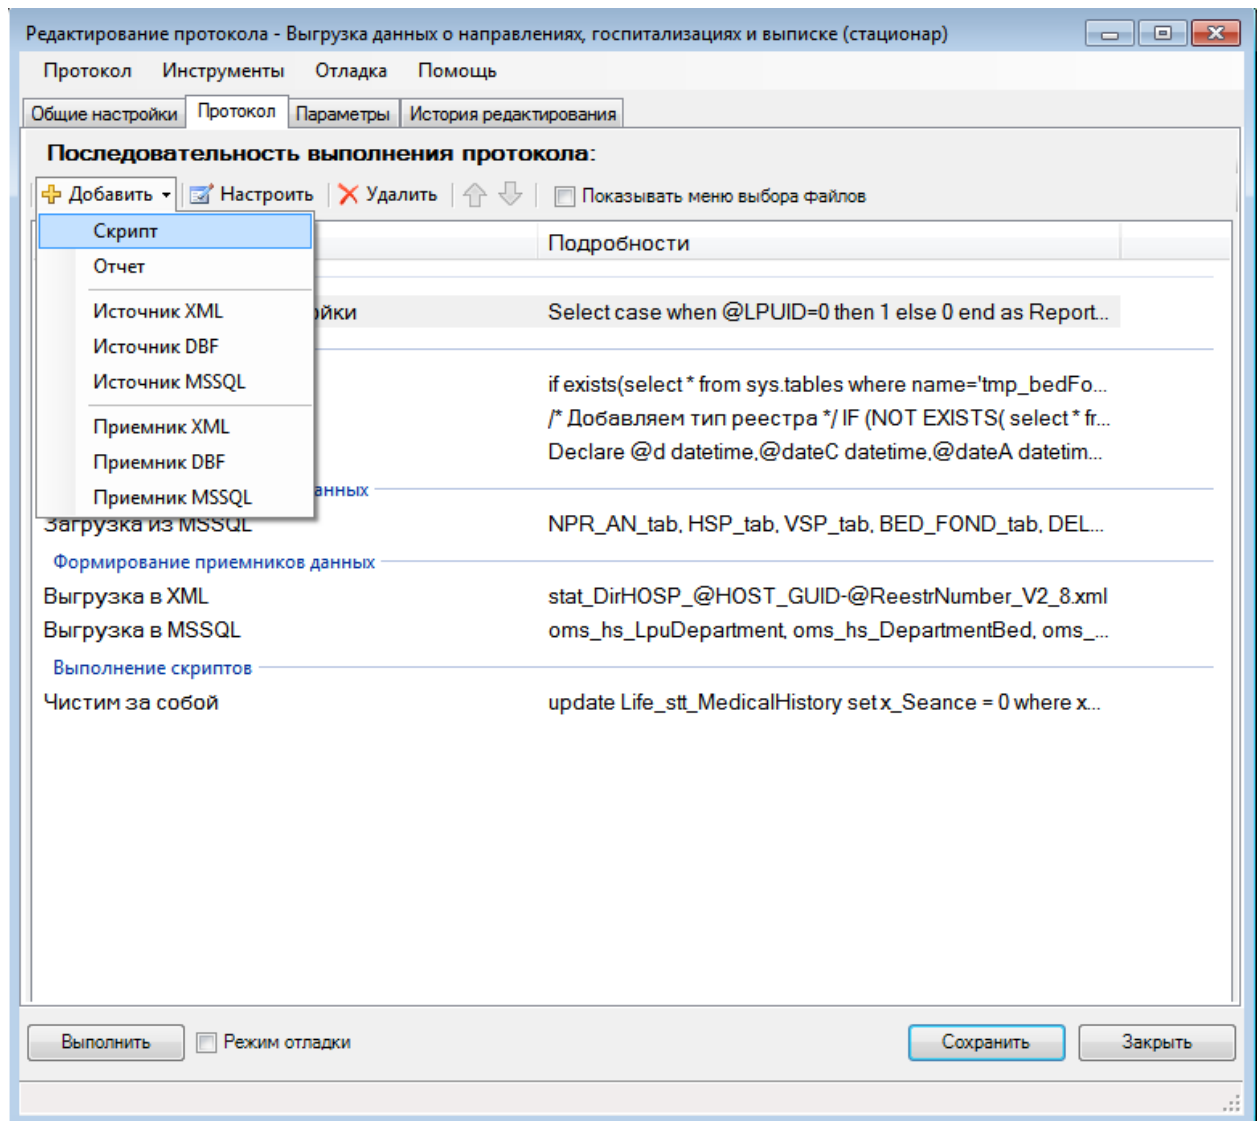 Редактирование протокола - Выгрузка данных о направлениях, госпитализациях и выписке (стационар)
Протокол Инструменты Отладка Помощь
Общие настройки Протокол Параметры История редактирования
Последовательность выполнения протокола:
Добавить Настроить Удалить Показывать меню выбора файлов
Скрипт
Отчет
Источник XML
Источник DBF
Источник MSSQL
Приемник XML
Приемник DBF
Приемник MSSQL
Подробности
Select case when @LPUID=0 then 1 else 0 end as Report...
if exists(select * from sys.tables where name='tmp_bedFo...
/* Добавляем тип реестра */ IF (NOT EXISTS( select * fr...
Declare @d datetime,@dateC datetime,@dateA datetim...
Загрузка из MSSQL NPR_AN_tab, HSP_tab, VSP_tab, BED_FOND_tab, DEL...
Формирование приемников данных
Выгрузка в XML stat_DirHOSP_@HOST_GUID-@ReestrNumber_V2_8.xml
Выгрузка в MSSQL oms_hs_LpuDepartment, oms_hs_DepartmentBed, oms_...
Выполнение скриптов
Чистим за собой update Life_stt_MedicalHistory set x_Seance = 0 where x...
Выполнить Режим отладки Сохранить Закрыть